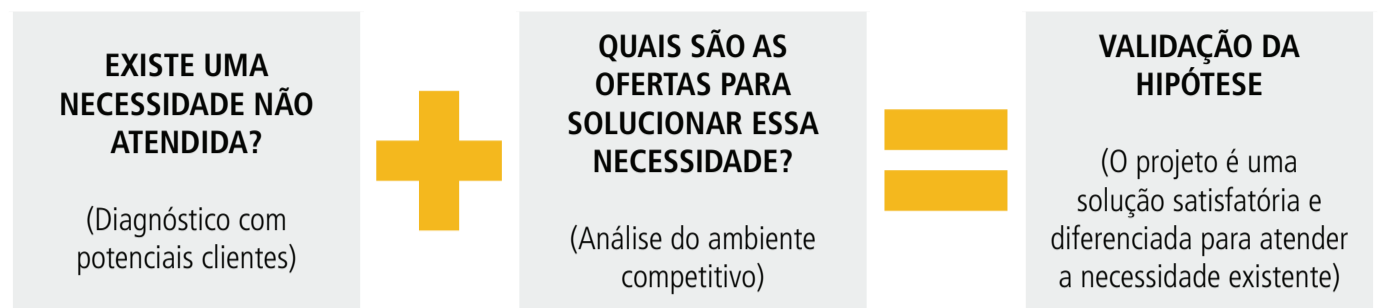 EXISTE UMA
NECESSIDADE NÃO
ATENDIDA?
(Diagnóstico com
potenciais clientes)
QUAIS SÃO AS
OFERTAS PARA
SOLUCIONAR ESSA
NECESSIDADE?
(Análise do ambiente
competitivo)
VALIDAÇÃO DA
HIPÓTESE
(O projeto é uma
solução satisfatória e
diferenciada para atender
a necessidade existente)